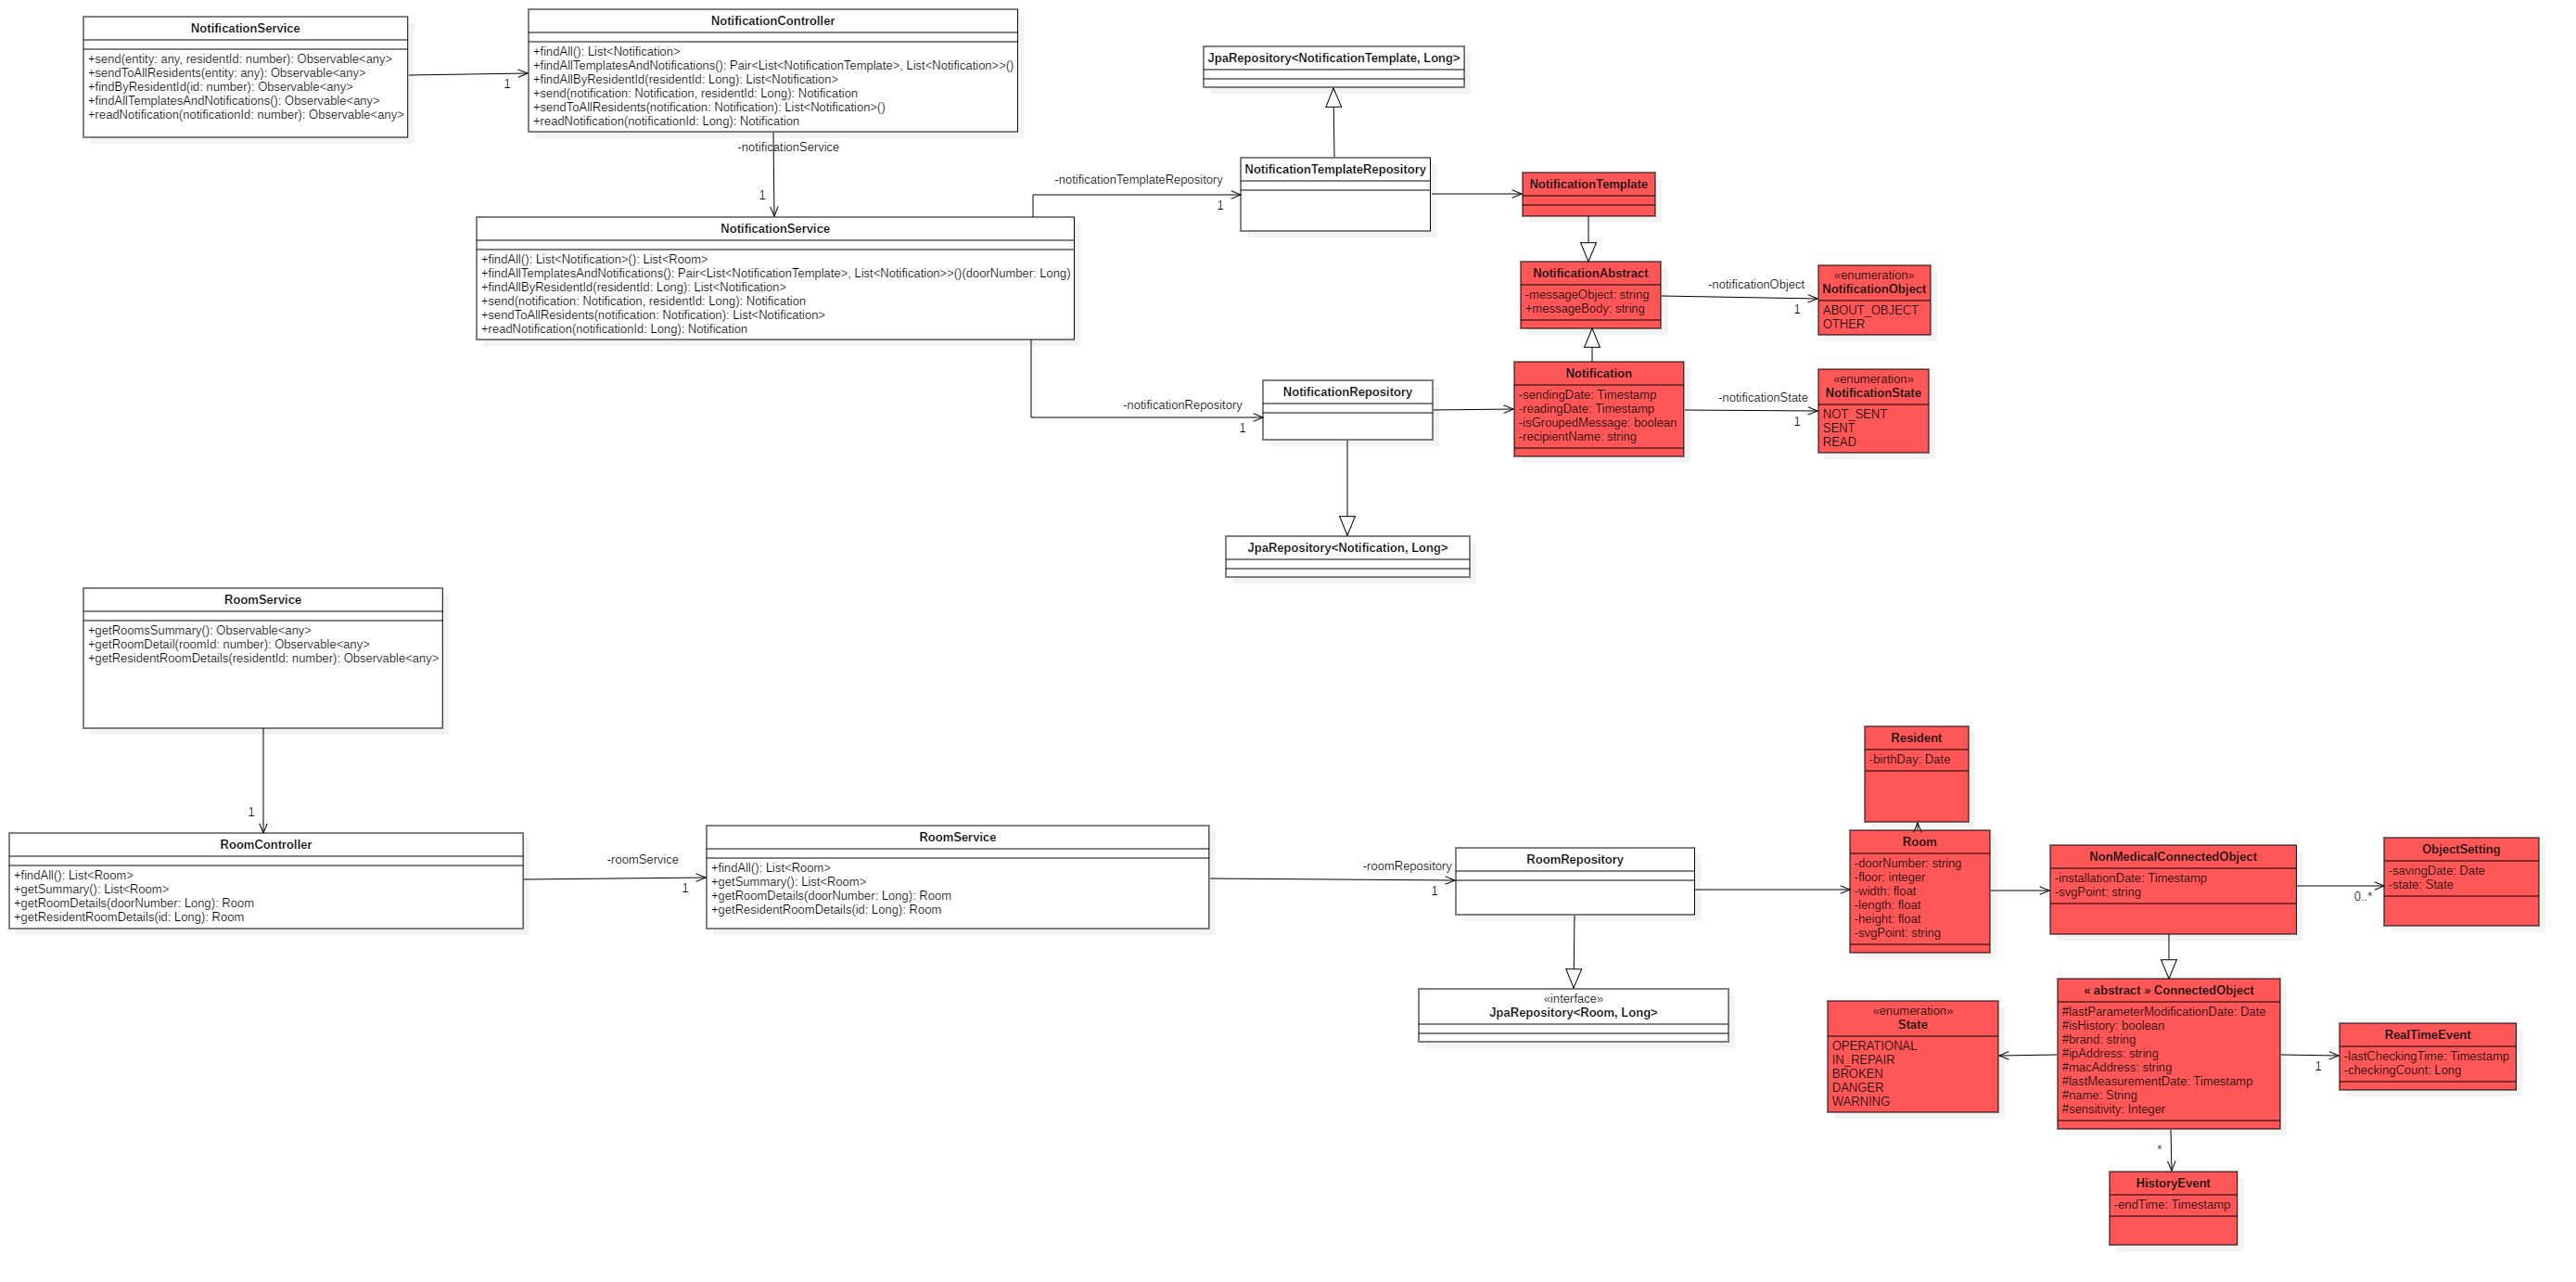 NotificationService
+send(entity: any, residentId: number): Observable<any>
+sendToAllResidents(entity: any): Observable<any>
+findByResidentId(id: number): Observable<any>
+findAllTemplatesAndNotifications(): Observable<any>
+readNotification(notificationId: number): Observable<any>
1
NotificationController
+findAll(): List<Notification>
+findAllTemplatesAndNotifications(): Pair<List<NotificationTemplate>, List<Notification>>()
+findAllByResidentId(residentId: Long): List<Notification>
+send(notification: Notification, residentId: Long): Notification
+sendToAllResidents(notification: Notification): List<Notification>()
+readNotification(notificationId: Long): Notification
-notificationService
1
NotificationService
+findAll(): List<Notification>(): List<Room>
+findAllTemplatesAndNotifications(): Pair<List<NotificationTemplate>, List<Notification>>()(doorNumber: Long)
+findAllByResidentId(residentId: Long): List<Notification>
+send(notification: Notification, residentId: Long): Notification
+sendToAllResidents(notification: Notification): List<Notification>
+readNotification(notificationId: Long): Notification
JpaRepository<NotificationTemplate, Long>
-notificationTemplateRepository
1
NotificationTemplateRepository
NotificationTemplate
NotificationAbstract
-messageObject: string
+messageBody: string
-notificationObject
1
«enumeration»
NotificationObject
ABOUT_OBJECT
OTHER
-notificationRepository
1
NotificationRepository
Notification
-sendingDate: Timestamp
-readingDate: Timestamp
-isGroupedMessage: boolean
-recipientName: string
-notificationState
1
«enumeration»
NotificationState
NOT_SENT
SENT
READ
JpaRepository<Notification, Long>
RoomService
+getRoomsSummary(): Observable<any>
+getRoomDetail(roomId: number): Observable<any>
+getResidentRoomDetails(residentId: number): Observable<any>
1
RoomController
+findAll(): List<Room>
+getSummary(): List<Room>
+getRoomDetails(doorNumber: Long): Room
+getResidentRoomDetails(id: Long): Room
-roomService
1
RoomService
+findAll(): List<Room>
+getSummary(): List<Room>
+getRoomDetails(doorNumber: Long): Room
+getResidentRoomDetails(id: Long): Room
-roomRepository
1
RoomRepository
«interface»
JpaRepository<Room, Long>
Resident
-birthDay: Date
Room
-doorNumber: string
-floor: integer
-width: float
-length: float
-height: float
-svgPoint: string
NonMedicalConnectedObject
-installationDate: Timestamp
-svgPoint: string
0..*
ObjectSetting
-savingDate: Date
-state: State
« abstract » ConnectedObject
#lastParameterModificationDate: Date
#isHistory: boolean
#brand: string
#ipAddress: string
#macAddress: string
#lastMeasurementDate: Timestamp
#name: String
#sensitivity: Integer
«enumeration»
State
OPERATIONAL
IN_REPAIR
BROKEN
DANGER
WARNING
1
RealTimeEvent
-lastCheckingTime: Timestamp
-checkingCount: Long
*
HistoryEvent
-endTime: Timestamp